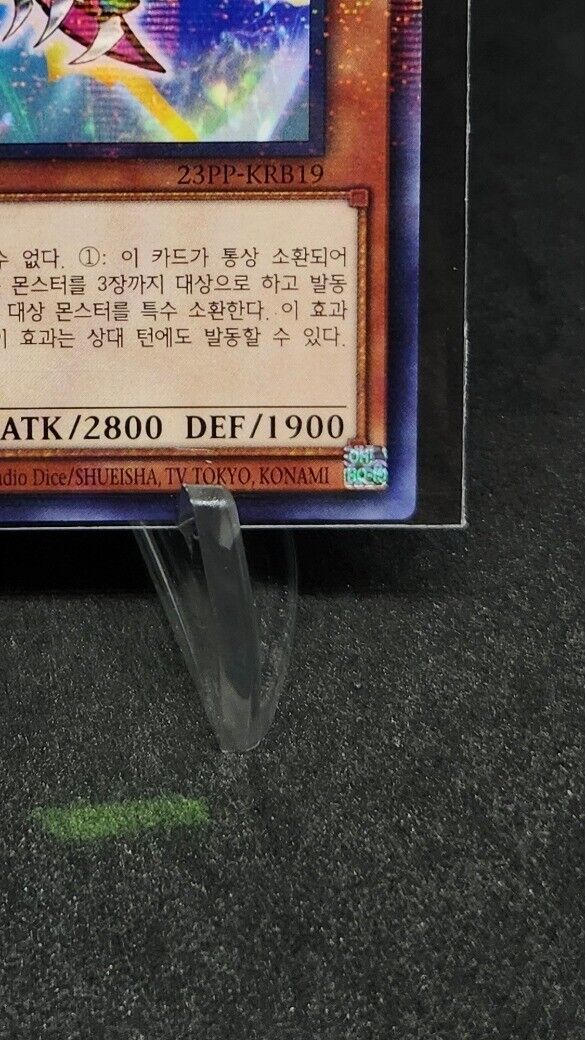 23PP-KRB19
수 없다. ①: 이 카드가 통상 소환되어
몬스터를 3장까지 대상으로 하고 발동
대상 몬스터를 특수 소환한다. 이 효과
효과는 상대 턴에도 발동할 수 있다.
ATK/2800 DEF/1900
udio Dice/SHUEISHA, TV TOKYO, KONAMI